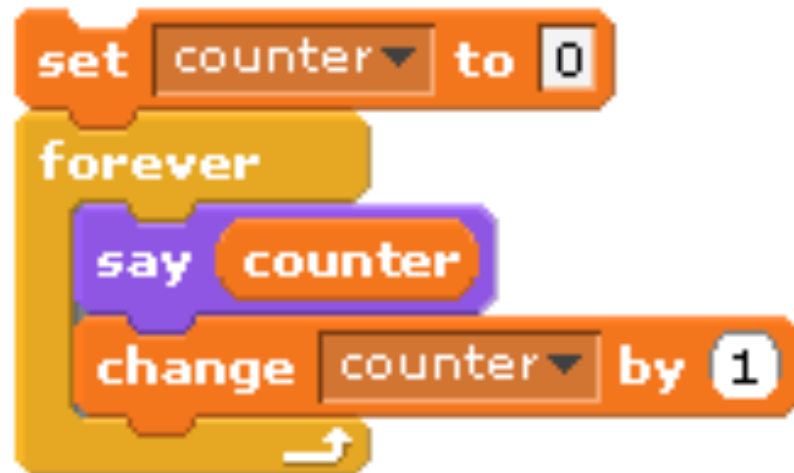 set counter to 0
forever
say counter
change counter by 1